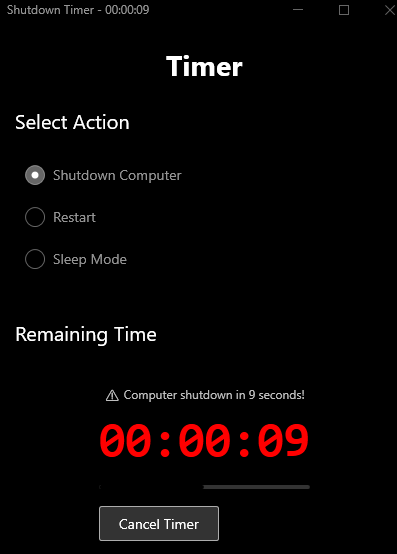 Shutdown Timer - 00:00:09
Timer
Select Action
Shutdown Computer
Restart
Sleep Mode
Remaining Time
⚠ Computer shutdown in 9 seconds!
00:00:09
Cancel Timer